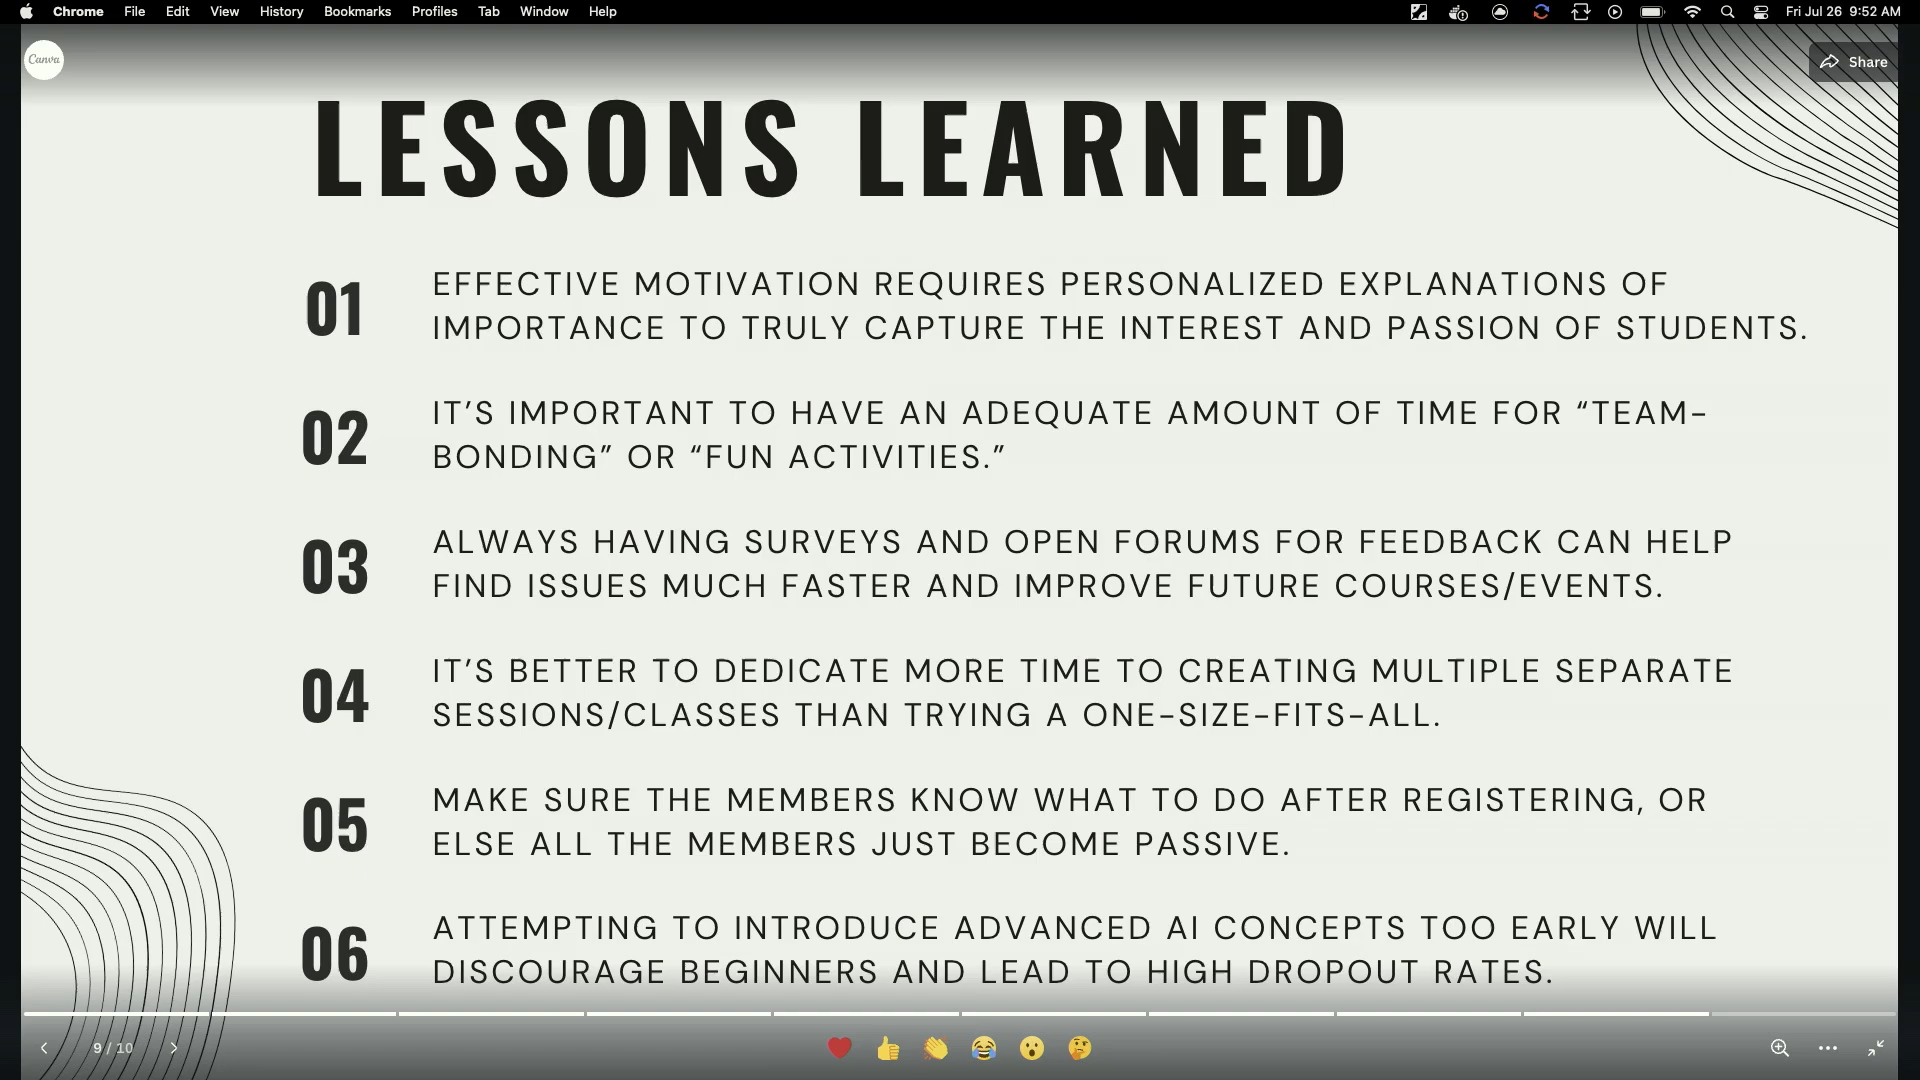 Chrome File Edit View History Bookmarks Profiles Tab Window Help Fri Jul 26 9:52 AM
Canva
Share
LESSONS LEARNED
01 EFFECTIVE MOTIVATION REQUIRES PERSONALIZED EXPLANATIONS OF
IMPORTANCE TO TRULY CAPTURE THE INTEREST AND PASSION OF STUDENTS.
02 IT’S IMPORTANT TO HAVE AN ADEQUATE AMOUNT OF TIME FOR “TEAM-
BONDING” OR “FUN ACTIVITIES.”
03 ALWAYS HAVING SURVEYS AND OPEN FORUMS FOR FEEDBACK CAN HELP
FIND ISSUES MUCH FASTER AND IMPROVE FUTURE COURSES/EVENTS.
04 IT’S BETTER TO DEDICATE MORE TIME TO CREATING MULTIPLE SEPARATE
SESSIONS/CLASSES THAN TRYING A ONE-SIZE-FITS-ALL.
05 MAKE SURE THE MEMBERS KNOW WHAT TO DO AFTER REGISTERING, OR
ELSE ALL THE MEMBERS JUST BECOME PASSIVE.
06 ATTEMPTING TO INTRODUCE ADVANCED AI CONCEPTS TOO EARLY WILL
DISCOURAGE BEGINNERS AND LEAD TO HIGH DROPOUT RATES.
9 / 10